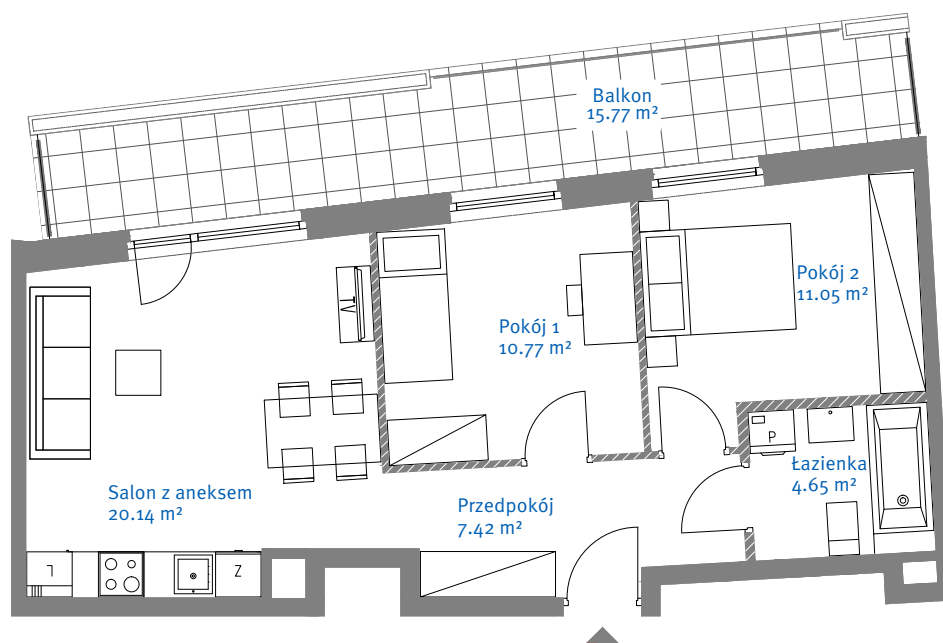 Balkon
15.77 m²
Pokój 2
11.05 m²
Pokój 1
10.77 m²
TV
P
Łazienka
4.65 m²
Salon z aneksem
20.14 m²
Przedpokój
7.42 m²
L
Z